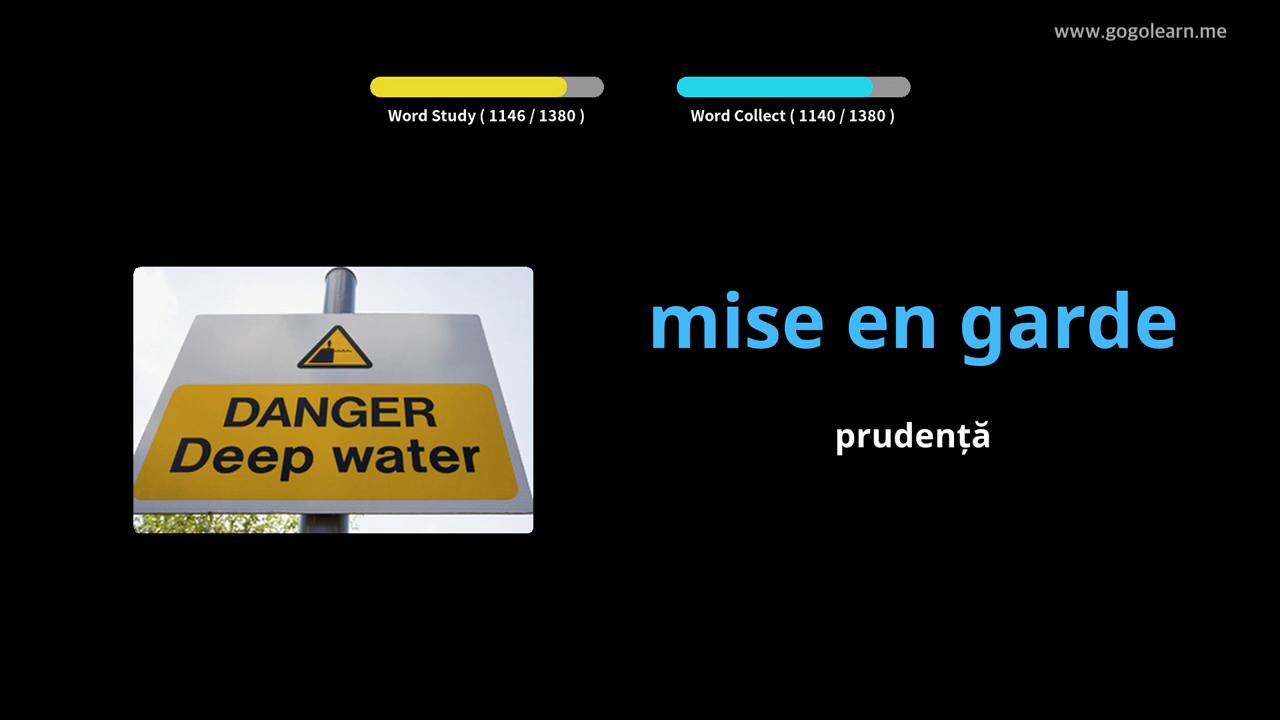 www.gogolearn.me
Word Study ( 1146 / 1380 )
Word Collect ( 1140 / 1380 )
DANGER
Deep water
mise en garde
prudență